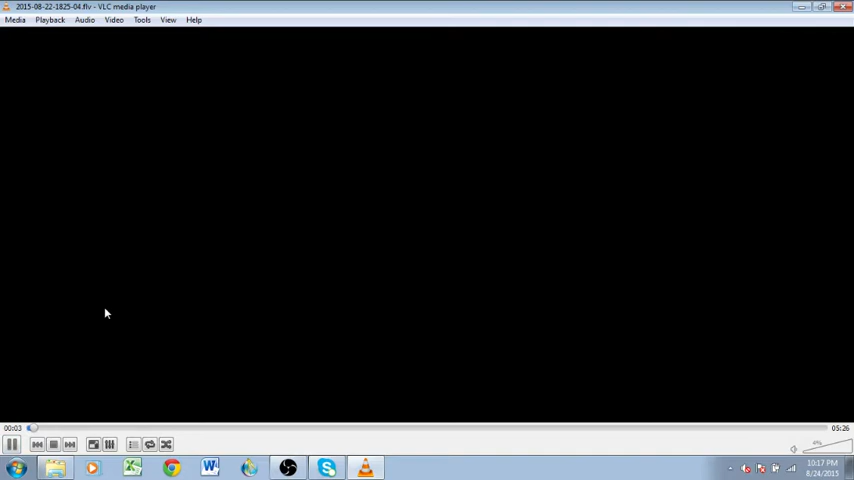 2015-08-22-1825-04.flv - VLC media player
Media Playback Audio Video Tools View Help
00:03 05:26
10:17 PM
8/24/2015